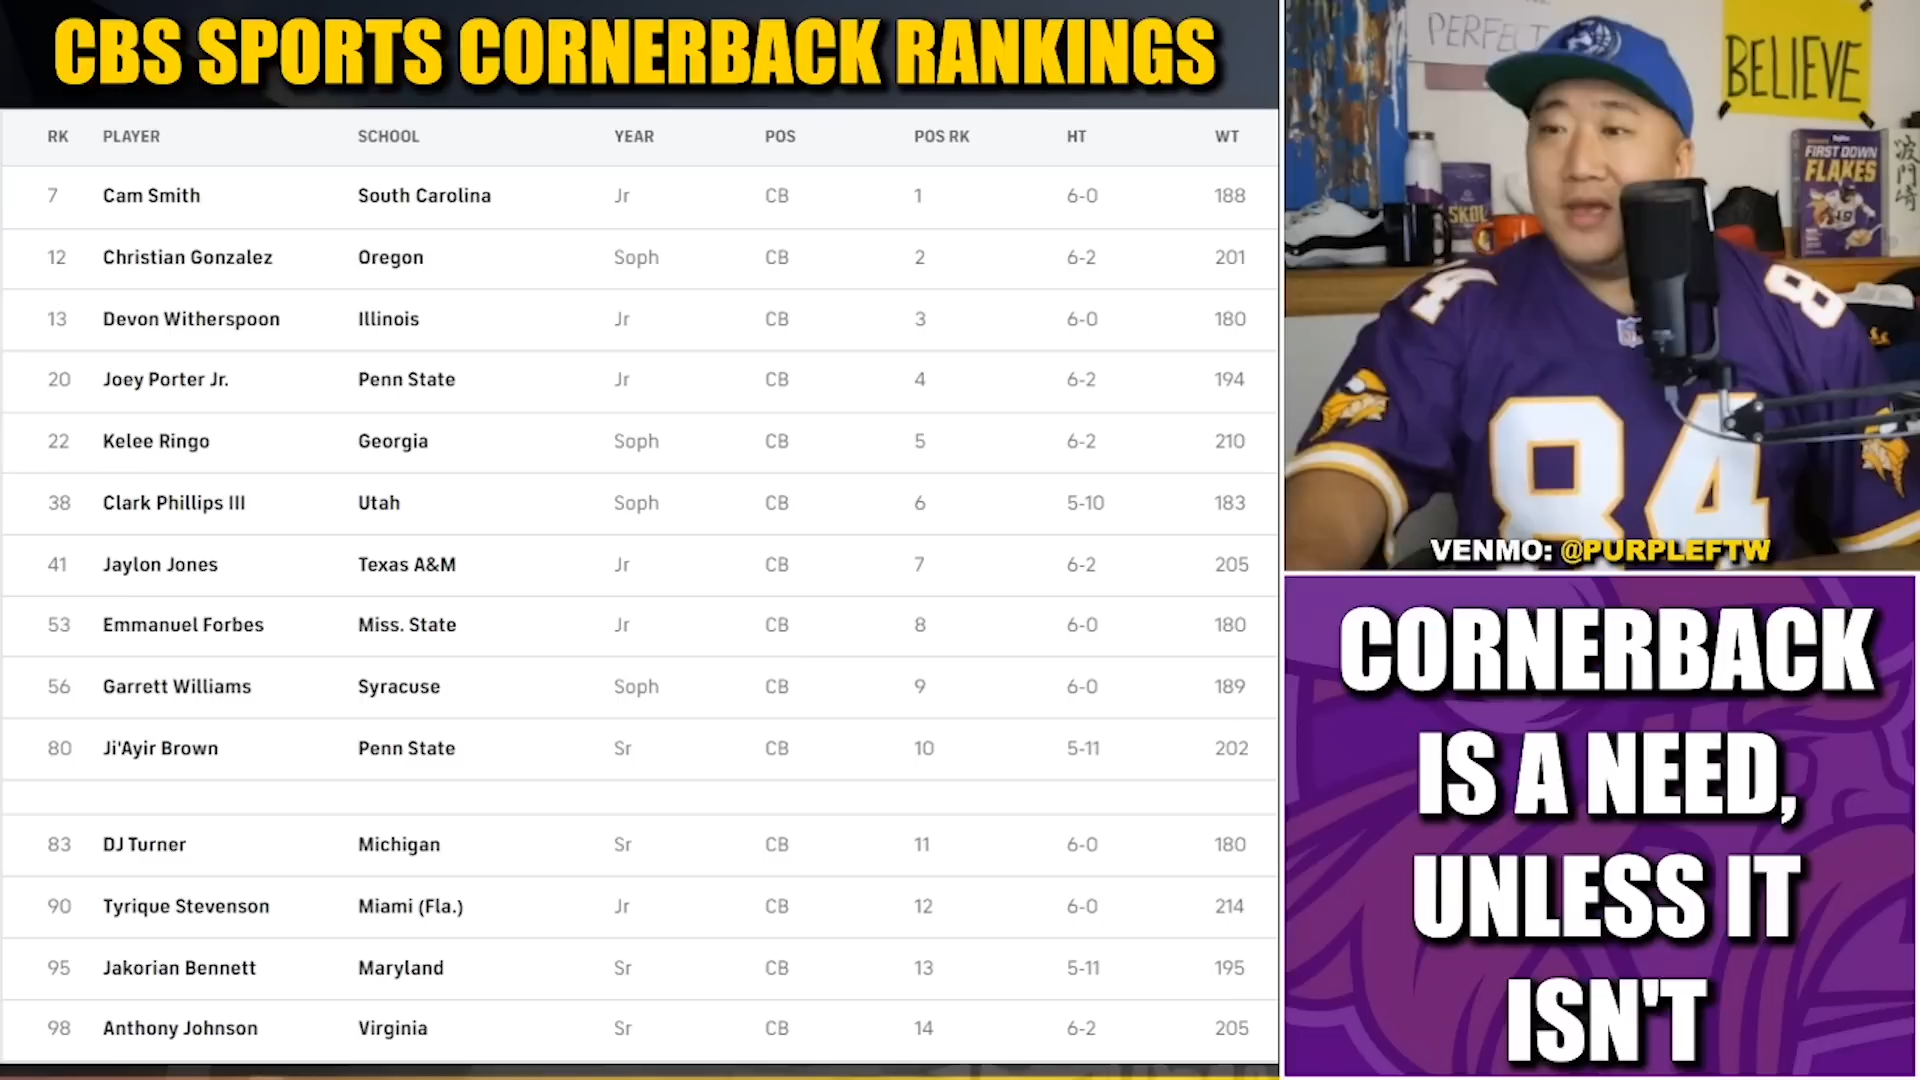 CBS SPORTS CORNERBACK RANKINGS
RK PLAYER SCHOOL YEAR POS POS RK HT WT
7 Cam Smith South Carolina Jr CB 1 6-0 188
12 Christian Gonzalez Oregon Soph CB 2 6-2 201
13 Devon Witherspoon Illinois Jr CB 3 6-0 180
20 Joey Porter Jr. Penn State Jr CB 4 6-2 194
22 Kelee Ringo Georgia Soph CB 5 6-2 210
38 Clark Phillips III Utah Soph CB 6 5-10 183
41 Jaylon Jones Texas A&M Jr CB 7 6-2 205
53 Emmanuel Forbes Miss. State Jr CB 8 6-0 180
56 Garrett Williams Syracuse Soph CB 9 6-0 189
80 Ji'Ayir Brown Penn State Sr CB 10 5-11 202
83 DJ Turner Michigan Sr CB 11 6-0 180
90 Tyrique Stevenson Miami (Fla.) Jr CB 12 6-0 214
95 Jakorian Bennett Maryland Sr CB 13 5-11 195
98 Anthony Johnson Virginia Sr CB 14 6-2 205
PERFECT
BELIEVE
FIRST DOWN
FLAKES
SKOL
84
VENMO: @PURPLEFTW
CORNERBACK
IS A NEED,
UNLESS IT
ISN'T